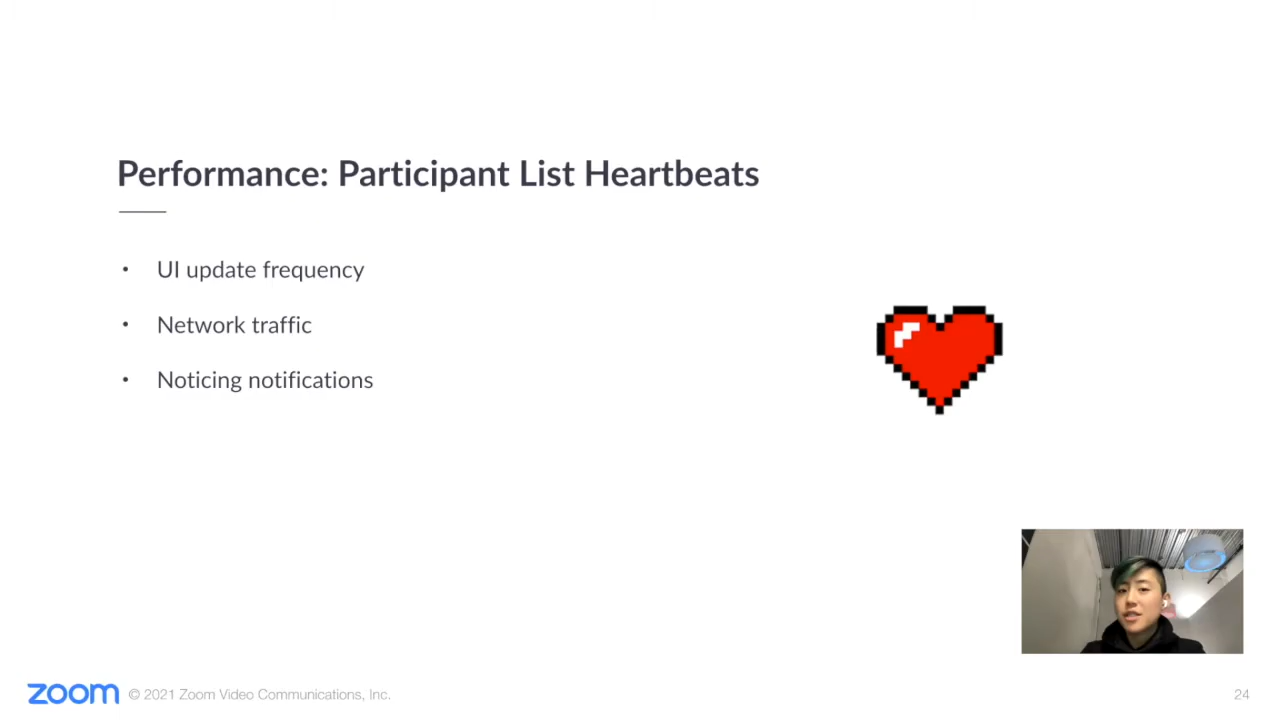 Performance: Participant List Heartbeats
• UI update frequency
• Network traffic
• Noticing notifications
zoom © 2021 Zoom Video Communications, Inc.
24